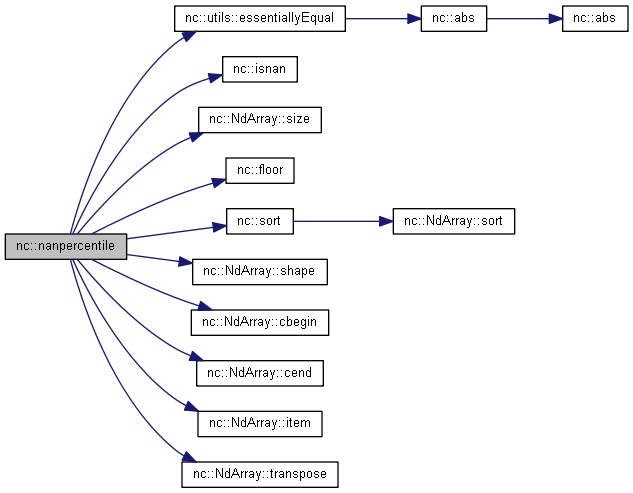 nc::utils::essentiallyEqual
nc::abs
nc::abs
nc::isnan
nc::NdArray::size
nc::floor
nc::sort
nc::NdArray::sort
nc::nanpercentile
nc::NdArray::shape
nc::NdArray::cbegin
nc::NdArray::cend
nc::NdArray::item
nc::NdArray::transpose